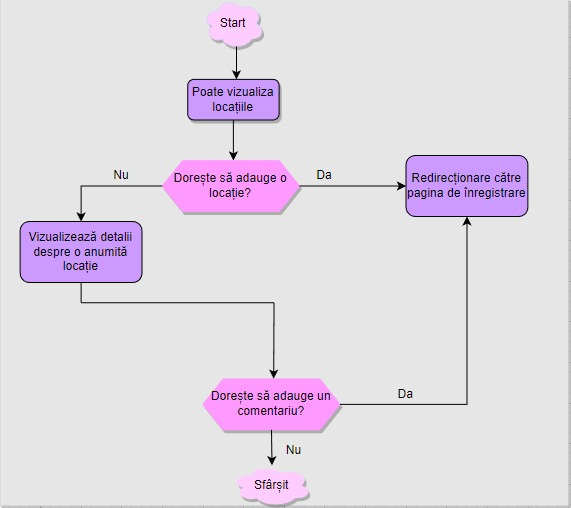 Start
Poate vizualiza
locațiile
Dorește să adauge o
locație?
Nu
Da
Redirecționare către
pagina de înregistrare
Vizualizează detalii
despre o anumită
locație
Dorește să adauge un
comentariu?
Da
Nu
Sfârșit